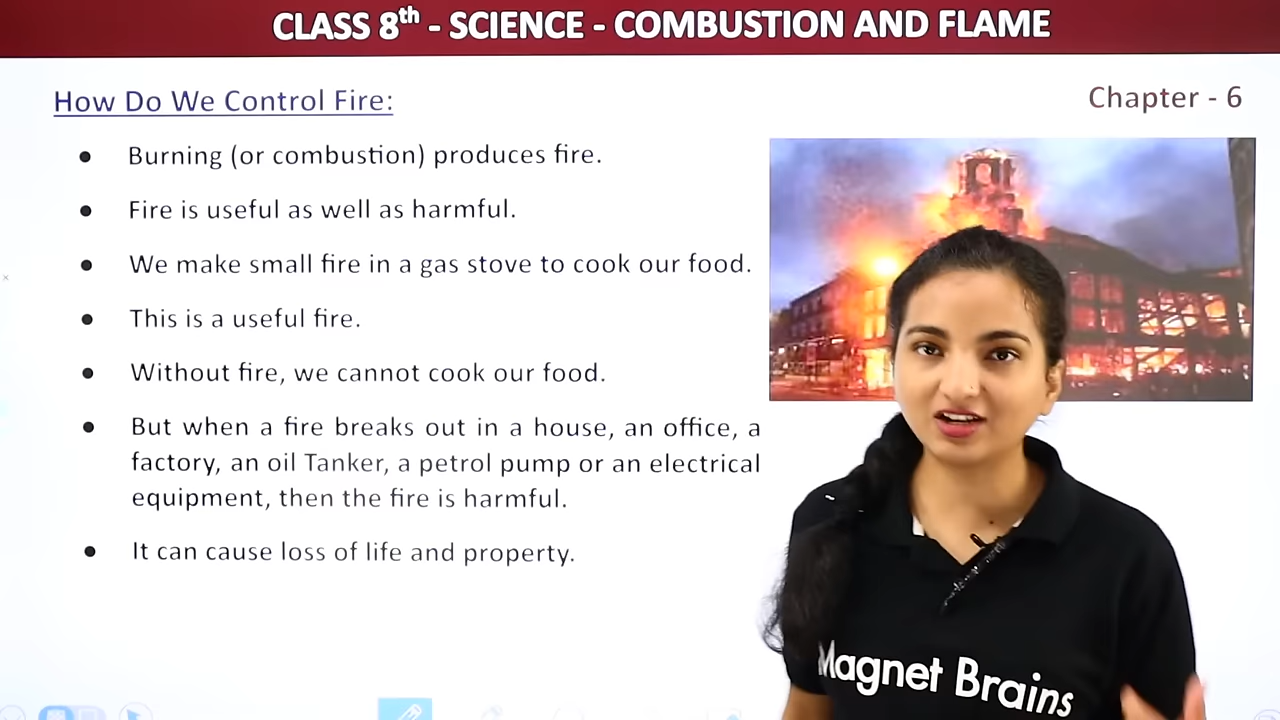 CLASS 8th - SCIENCE - COMBUSTION AND FLAME
How Do We Control Fire:
Chapter - 6
Burning (or combustion) produces fire.
Fire is useful as well as harmful.
We make small fire in a gas stove to cook our food.
This is a useful fire.
Without fire, we cannot cook our food.
But when a fire breaks out in a house, an office, a
factory, an oil Tanker, a petrol pump or an electrical
equipment, then the fire is harmful.
It can cause loss of life and property.
Magnet Brains